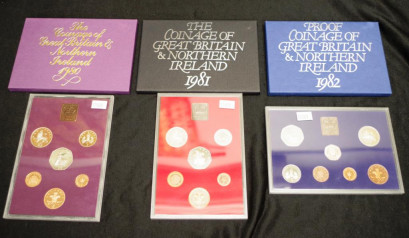 The
Coinage of
Great Britain &
Northern
Ireland
1980
THE
COINAGE OF
GREAT BRITAIN
& NORTHERN
IRELAND
1981
PROOF
COINAGE OF
GREAT BRITAIN
& NORTHERN
IRELAND
1982